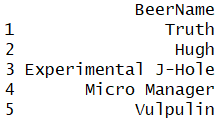 BeerName
1 Truth
2 Hugh
3 Experimental J-Hole
4 Micro Manager
5 Vulpulin